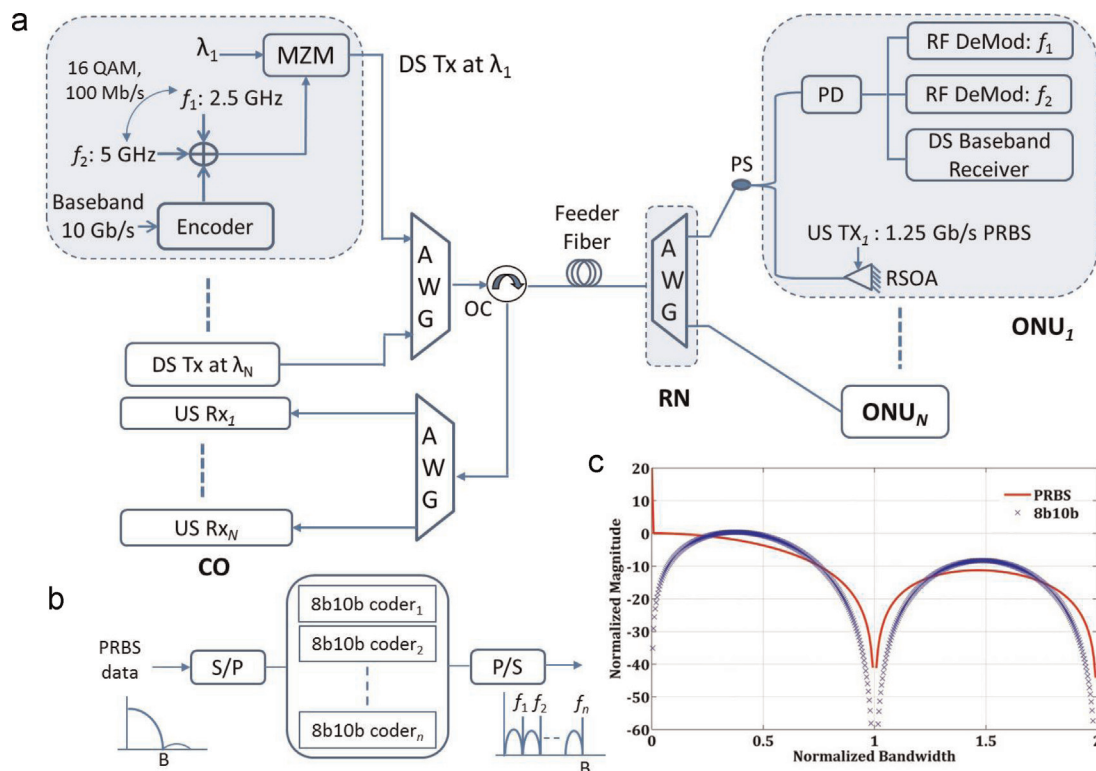 a
λ1
MZM
DS Tx at λ1
16 QAM,
100 Mb/s
f1: 2.5 GHz
f2: 5 GHz
Baseband
10 Gb/s
Encoder
DS Tx at λN
US Rx1
US RxN
CO
A
W
G
A
W
G
OC
Feeder
Fiber
A
W
G
RN
PS
PD
RF DeMod: f1
RF DeMod: f2
DS Baseband
Receiver
US TX1 : 1.25 Gb/s PRBS
RSOA
ONU1
ONUN
b
PRBS
data
S/P
8b10b coder1
8b10b coder2
8b10b codern
P/S
B
f1 f2 fn
B
c
20
10
0
-10
-20
-30
-40
-50
-60
Normalized Magnitude
PRBS
8b10b
0 0.5 1 1.5 2
Normalized Bandwidth